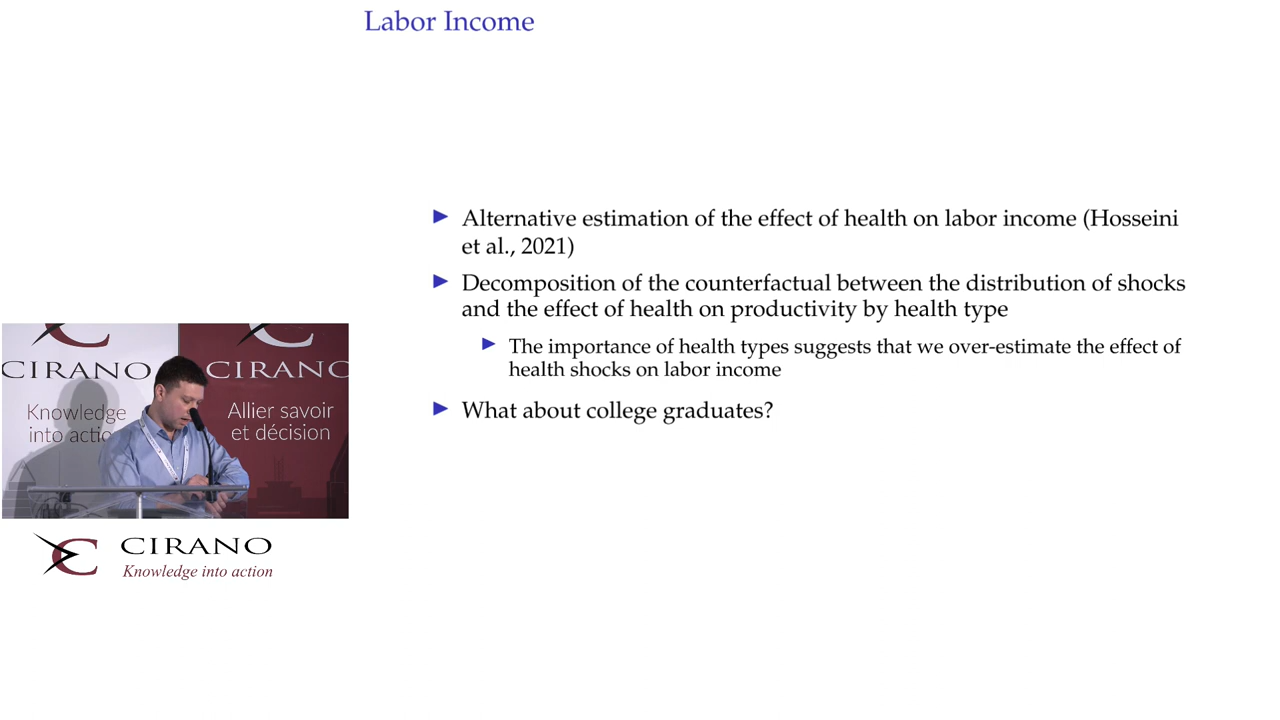 Labor Income
Alternative estimation of the effect of health on labor income (Hosseini
et al., 2021)
Decomposition of the counterfactual between the distribution of shocks
and the effect of health on productivity by health type
The importance of health types suggests that we over-estimate the effect of
health shocks on labor income
What about college graduates?
CIRANO
CIRANO
Knowledge
into actio
Allier savoir
et décision
CIRANO
Knowledge into action